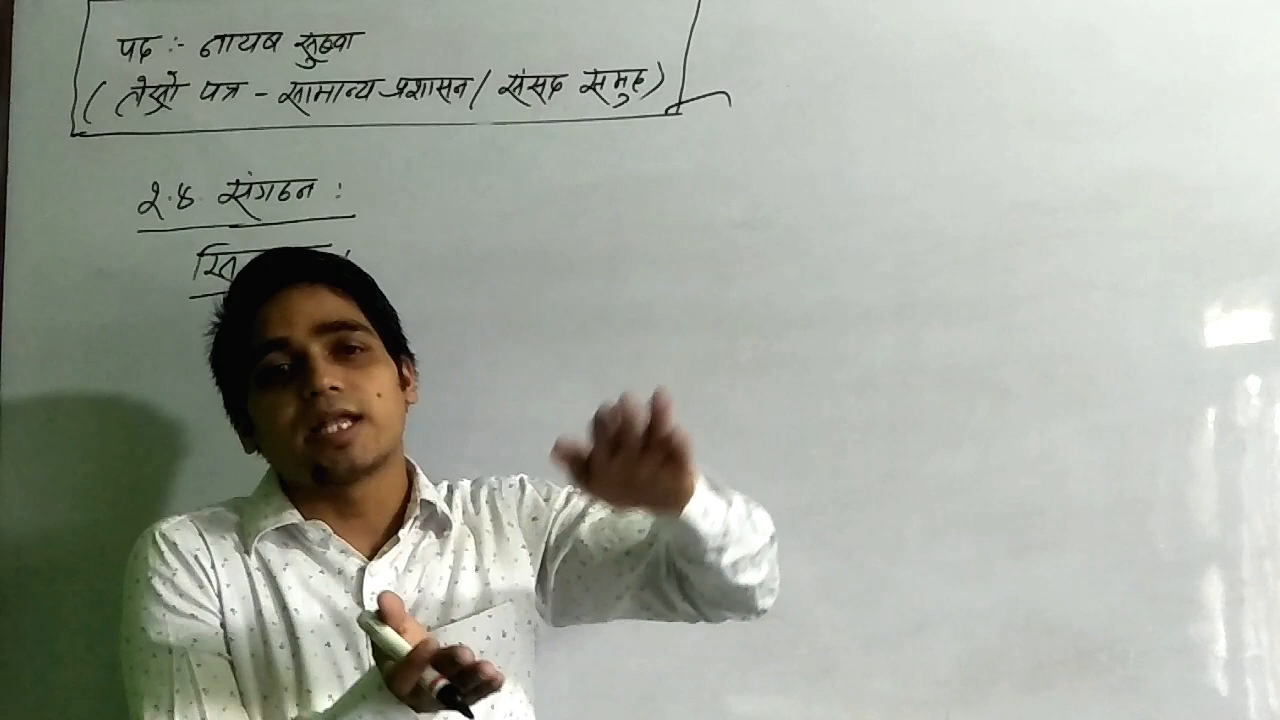 पद :- नायब सुब्बा
( तेस्रो पत्र - सामान्य प्रशासन / संसद समुह )
२.४ संगठन :